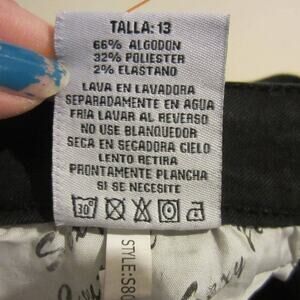 TALLA: 13
66% ALGODON
32% POLIESTER
2% ELASTANO
LAVA EN LAVADORA
SEPARADAMENTE EN AGUA
FRIA LAVAR AL REVERSO
NO USE BLANQUEDOR
SECA EN SECADORA CIELO
LENTO RETIRA
PRONTAMENTE PLANCHA
SI SE NECESITE
30°
STYLE:S80